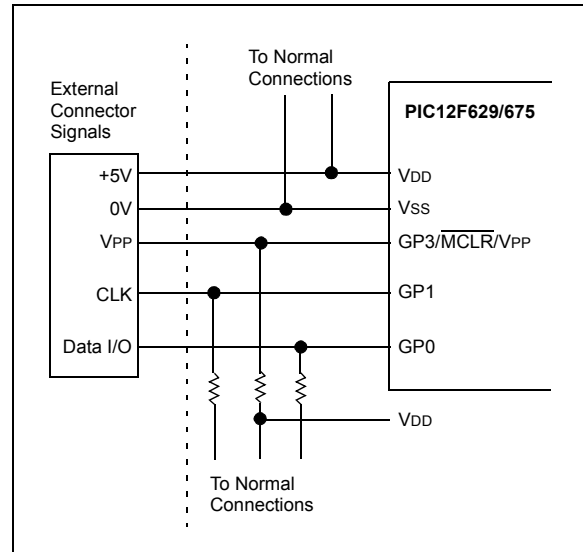 To Normal
Connections
External
Connector
Signals
PIC12F629/675
+5V
VDD
0V
VSS
VPP
GP3/MCLR/VPP
CLK
GP1
Data I/O
GP0
VDD
To Normal
Connections